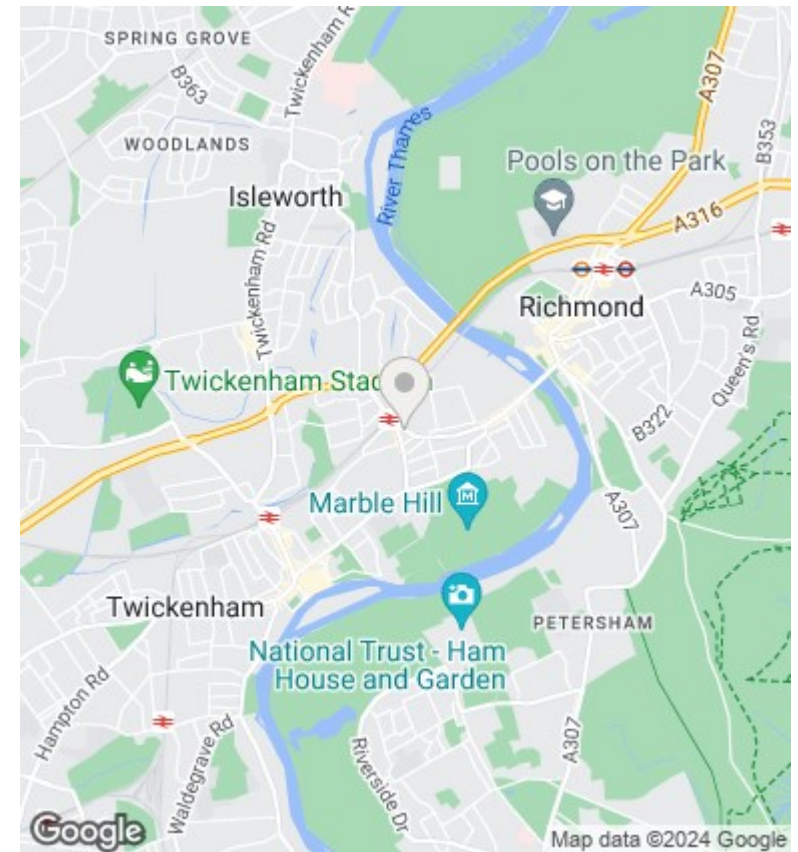 SPRING GROVE
Twickenham R
B363
A307
B353
WOODLANDS
River Thames
Pools on the Park
Isleworth
A316
Twickenham Rd
Richmond
A305
Queen's Rd
Twickenham Sta
B322
Marble Hill
A307
Twickenham
PETERSHAM
National Trust - Ham
House and Garden
Hampton Rd
Waldegrave Rd
Riverside Dr
A307
Google
Map data ©2024 Google